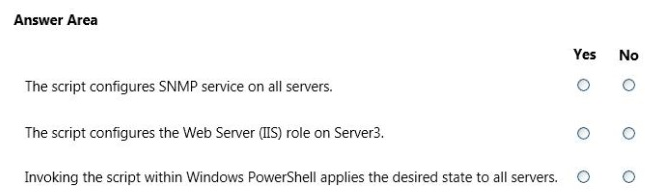 Answer Area
Yes No
The script configures SNMP service on all servers.
The script configures the Web Server (IIS) role on Server3.
Invoking the script within Windows PowerShell applies the desired state to all servers.